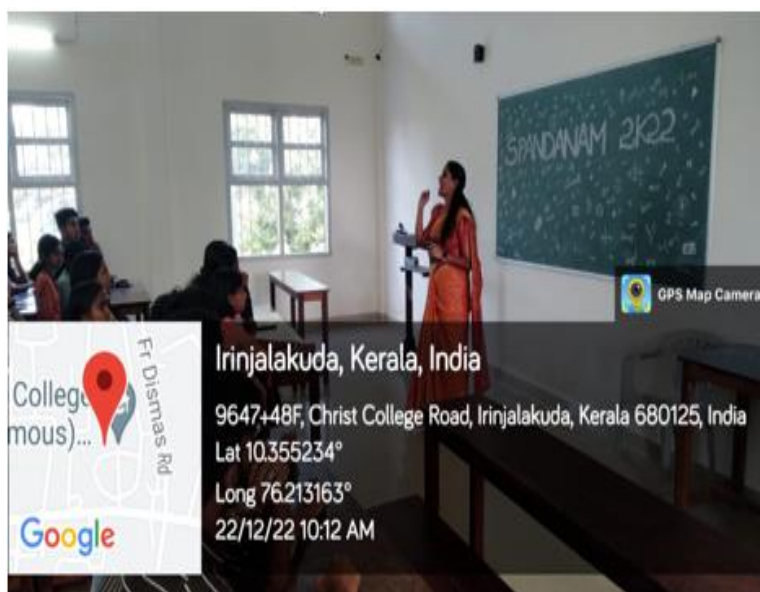 SPANDANAM 2K22
GPS Map Camera
College
mous)...
Fr Dismas Rd
Google
Irinjalakuda, Kerala, India
9647+48F, Christ College Road, Irinjalakuda, Kerala 680125, India
Lat 10.355234°
Long 76.213163°
22/12/22 10:12 AM